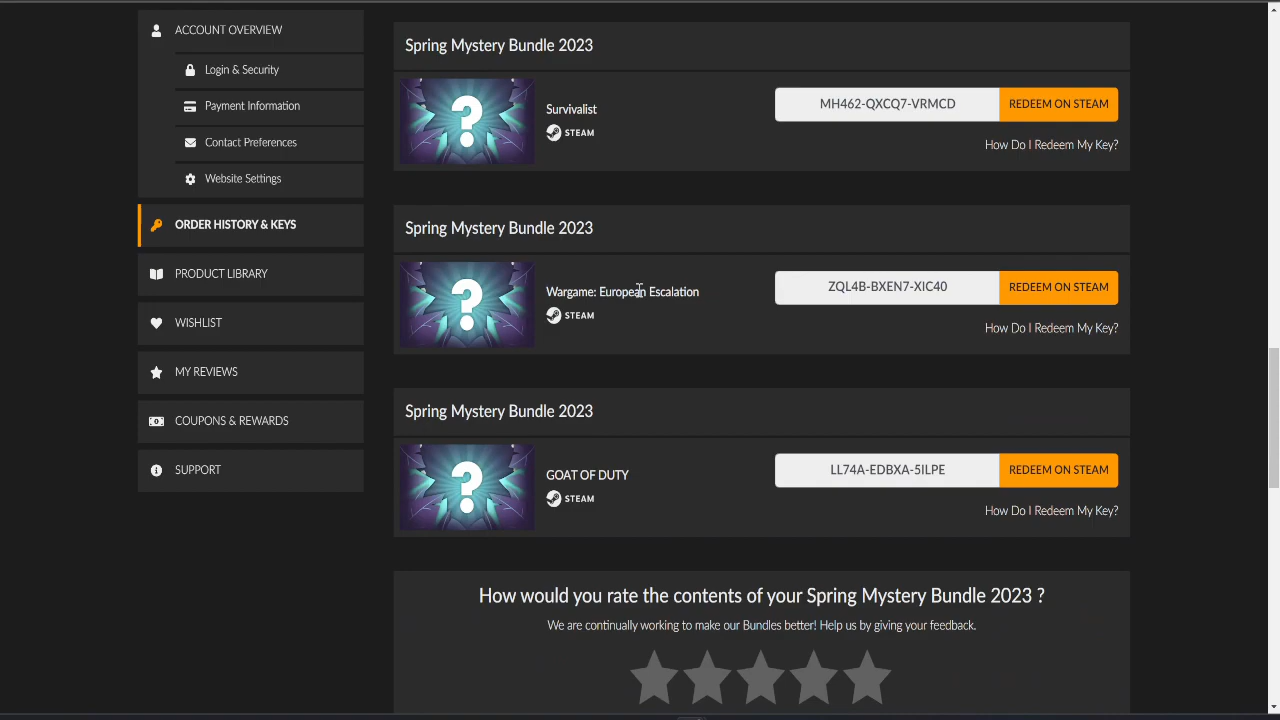 ACCOUNT OVERVIEW
Login & Security
Payment Information
Contact Preferences
Website Settings
ORDER HISTORY & KEYS
PRODUCT LIBRARY
WISHLIST
MY REVIEWS
COUPONS & REWARDS
SUPPORT
Spring Mystery Bundle 2023
?
Survivalist
STEAM
MH462-QXCQ7-VRMCD
REDEEM ON STEAM
How Do I Redeem My Key?
Spring Mystery Bundle 2023
?
Wargame: European Escalation
STEAM
ZQL4B-BXEN7-XIC40
REDEEM ON STEAM
How Do I Redeem My Key?
Spring Mystery Bundle 2023
?
GOAT OF DUTY
STEAM
LL74A-EDBXA-5ILPE
REDEEM ON STEAM
How Do I Redeem My Key?
How would you rate the contents of your Spring Mystery Bundle 2023 ?
We are continually working to make our Bundles better! Help us by giving your feedback.